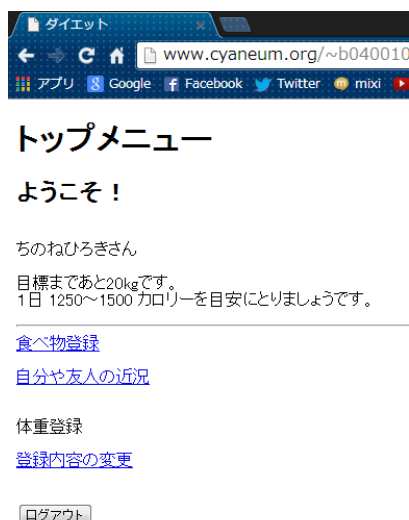 ダイエット
www.cyaneum.org/~b040010
アプリ Google Facebook Twitter mixi
トップメニュー
ようこそ！
ちのねひろきさん
目標まであと20kgです。
1日 1250～1500 カロリーを目安にとりましょうです。
食べ物登録
自分や友人の近況
体重登録
登録内容の変更
ログアウト